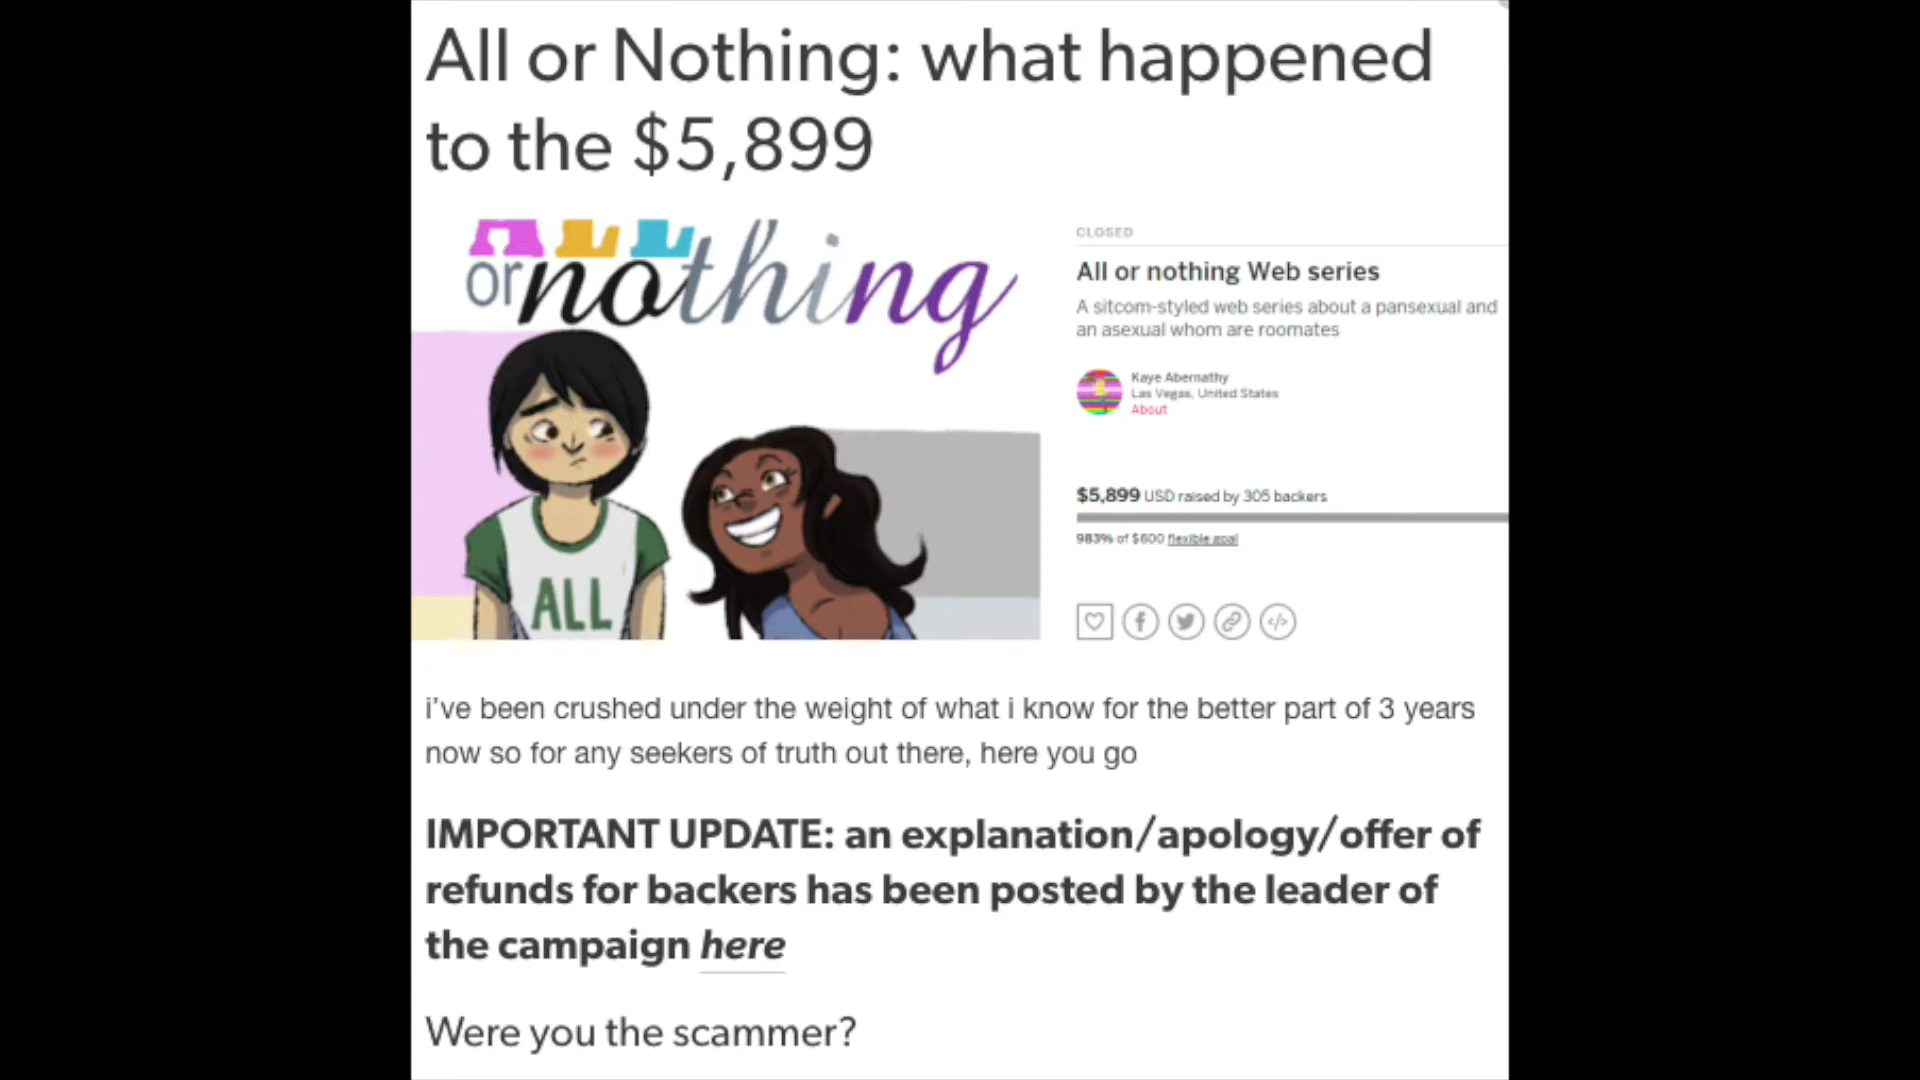 All or Nothing: what happened
to the $5,899
ALL
or nothing
CLOSED
All or nothing Web series
A sitcom-styled web series about a pansexual and
an asexual whom are roomates
Kaye Abernathy
Las Vegas, United States
About
$5,899 USD raised by 305 backers
983% of $600 flexible goal
ALL
i've been crushed under the weight of what i know for the better part of 3 years
now so for any seekers of truth out there, here you go
IMPORTANT UPDATE: an explanation/apology/offer of
refunds for backers has been posted by the leader of
the campaign here
Were you the scammer?